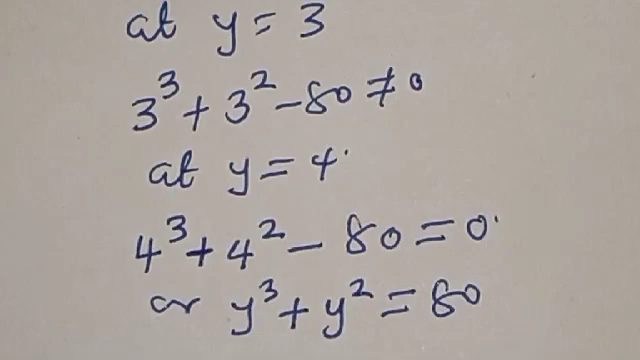 at y = 3
3³ + 3² - 80 ≠ 0
at y = 4.
4³ + 4² - 80 = 0.
or y³ + y² = 80